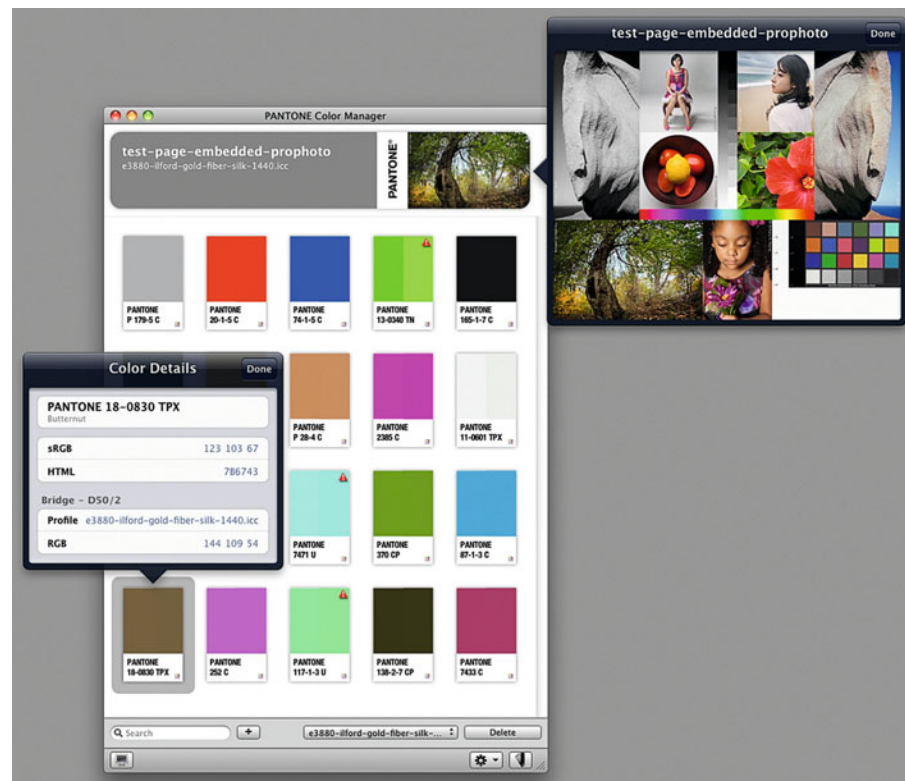 test-page-embedded-prophoto
Done
PANTONE Color Manager
test-page-embedded-prophoto
e3880-ilford-gold-fiber-silk-1440.icc
PANTONE®
PANTONE
P 179-5 C
PANTONE
20-1-5 C
PANTONE
74-1-5 C
PANTONE
13-0340 TN
PANTONE
165-1-7 C
Color Details
Done
PANTONE 18-0830 TPX
Butternut
sRGB 123 103 67
HTML 7B6743
Bridge - D50/2
Profile e3880-ilford-gold-fiber-silk-1440.icc
RGB 144 109 54
PANTONE
P 28-4 C
PANTONE
2385 C
PANTONE
11-0601 TPX
PANTONE
7471 U
PANTONE
370 CP
PANTONE
87-1-3 C
PANTONE
18-0830 TPX
PANTONE
252 C
PANTONE
117-1-3 U
PANTONE
138-2-7 CP
PANTONE
7433 C
Search
+
e3880-ilford-gold-fiber-silk-...
Delete